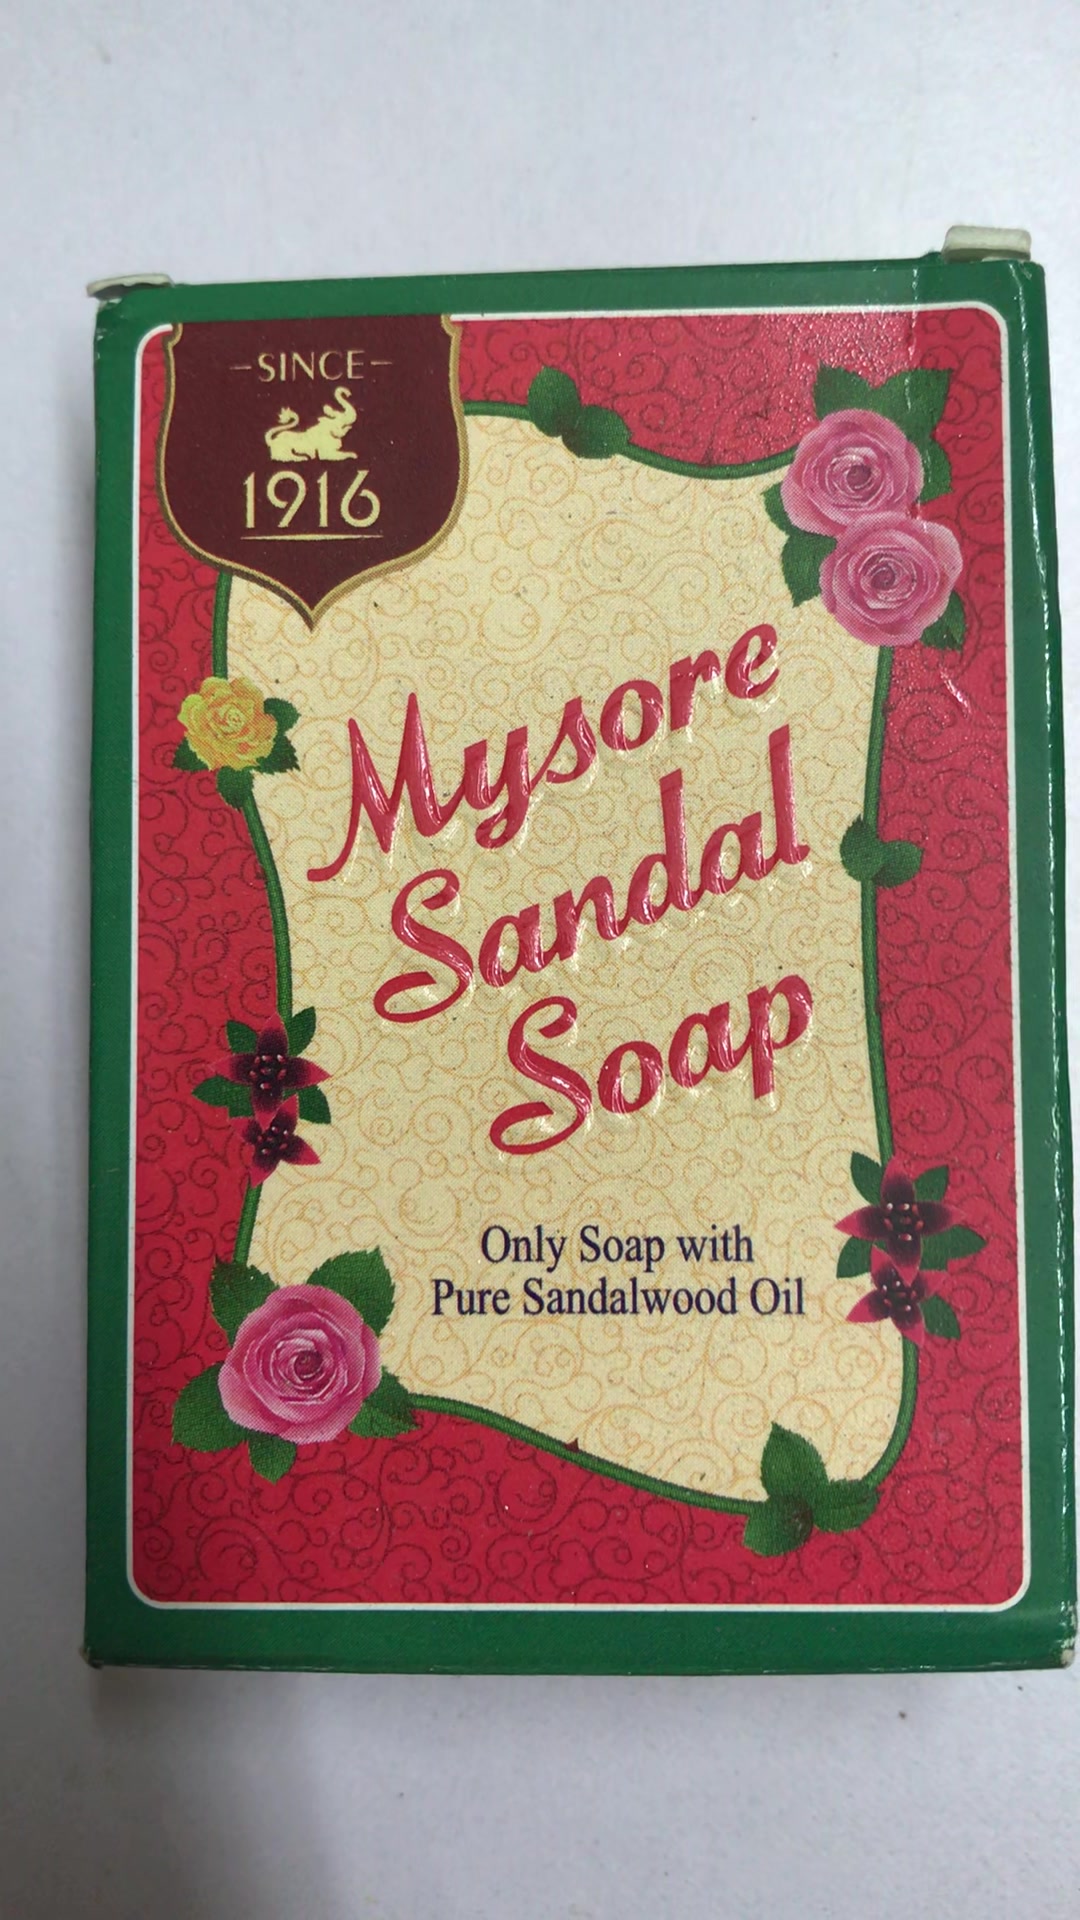 -SINCE-
1916
Mysore
Sandal
Soap
Only Soap with
Pure Sandalwood Oil